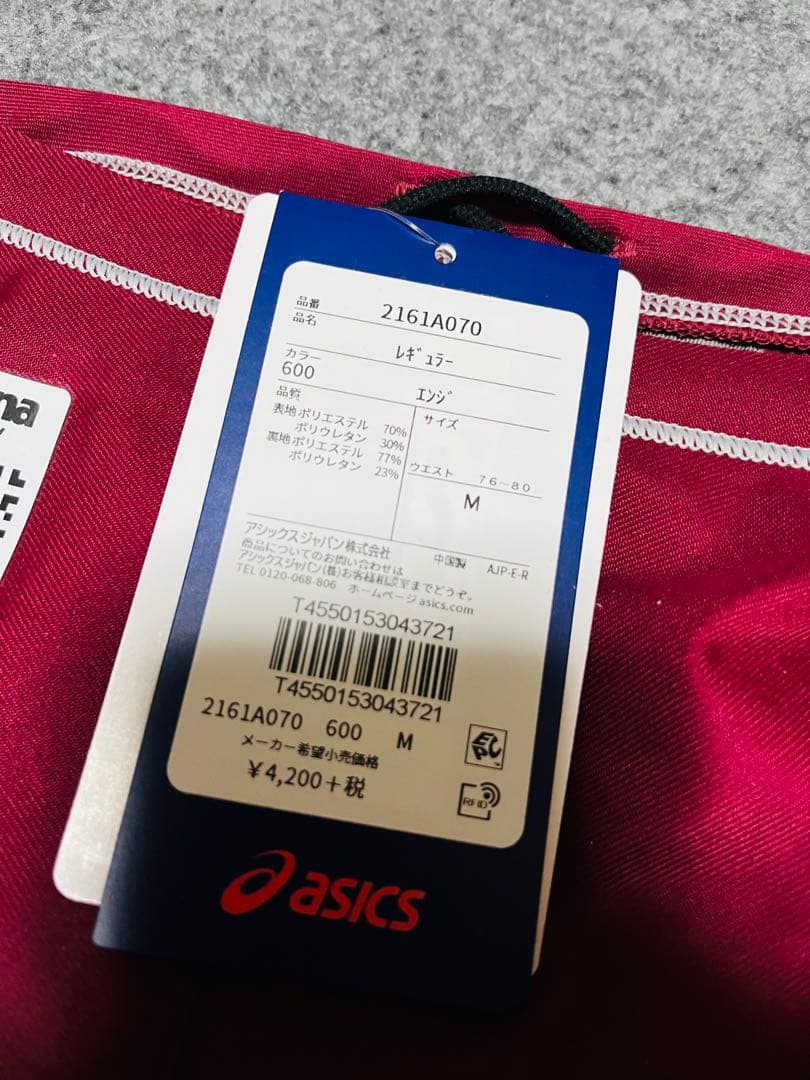 品番 2161A070
品名 ﾚｷﾞｭﾗｰ
カラー
600 ｴﾝｼﾞ
品質
表地 ポリエステル 70%
ポリウレタン 30%
裏地 ポリエステル 77%
ポリウレタン 23%
サイズ
ウエスト 76~80
M
アシックスジャパン株式会社
中国製 AJP-E-R
商品についてのお問い合わせは
アシックスジャパン(株)お客様相談室までどうぞ。
TEL 0120-068-806 ホームページ asics.com
T4550153043721
T4550153043721
2161A070 600 M
メーカー希望小売価格
¥4,200+税
EPC
RFID
asics
na